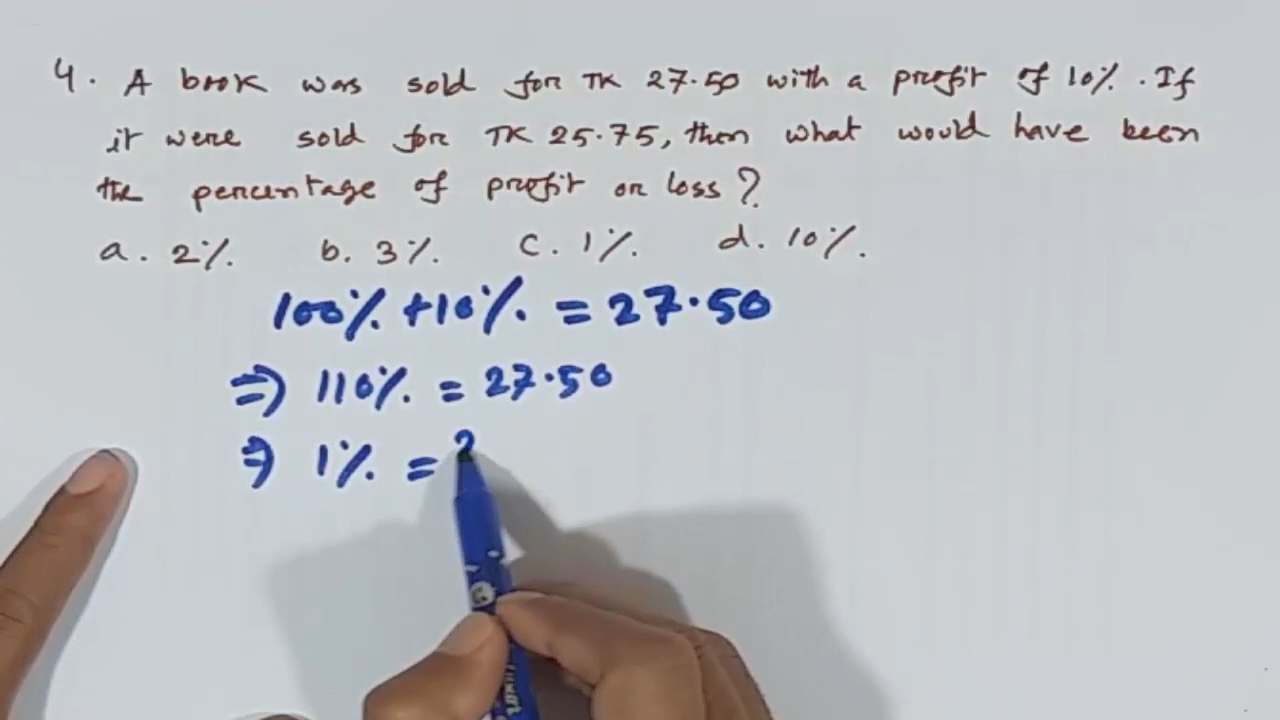 4. A book was sold for TK 27.50 with a profit of 10%. If
it were sold for TK 25.75, then what would have been
the percentage of profit or loss?
a. 2%. b. 3%. c. 1%. d. 10%.
100% + 10% = 27.50
⇒ 110% = 27.50
⇒ 1% = 2